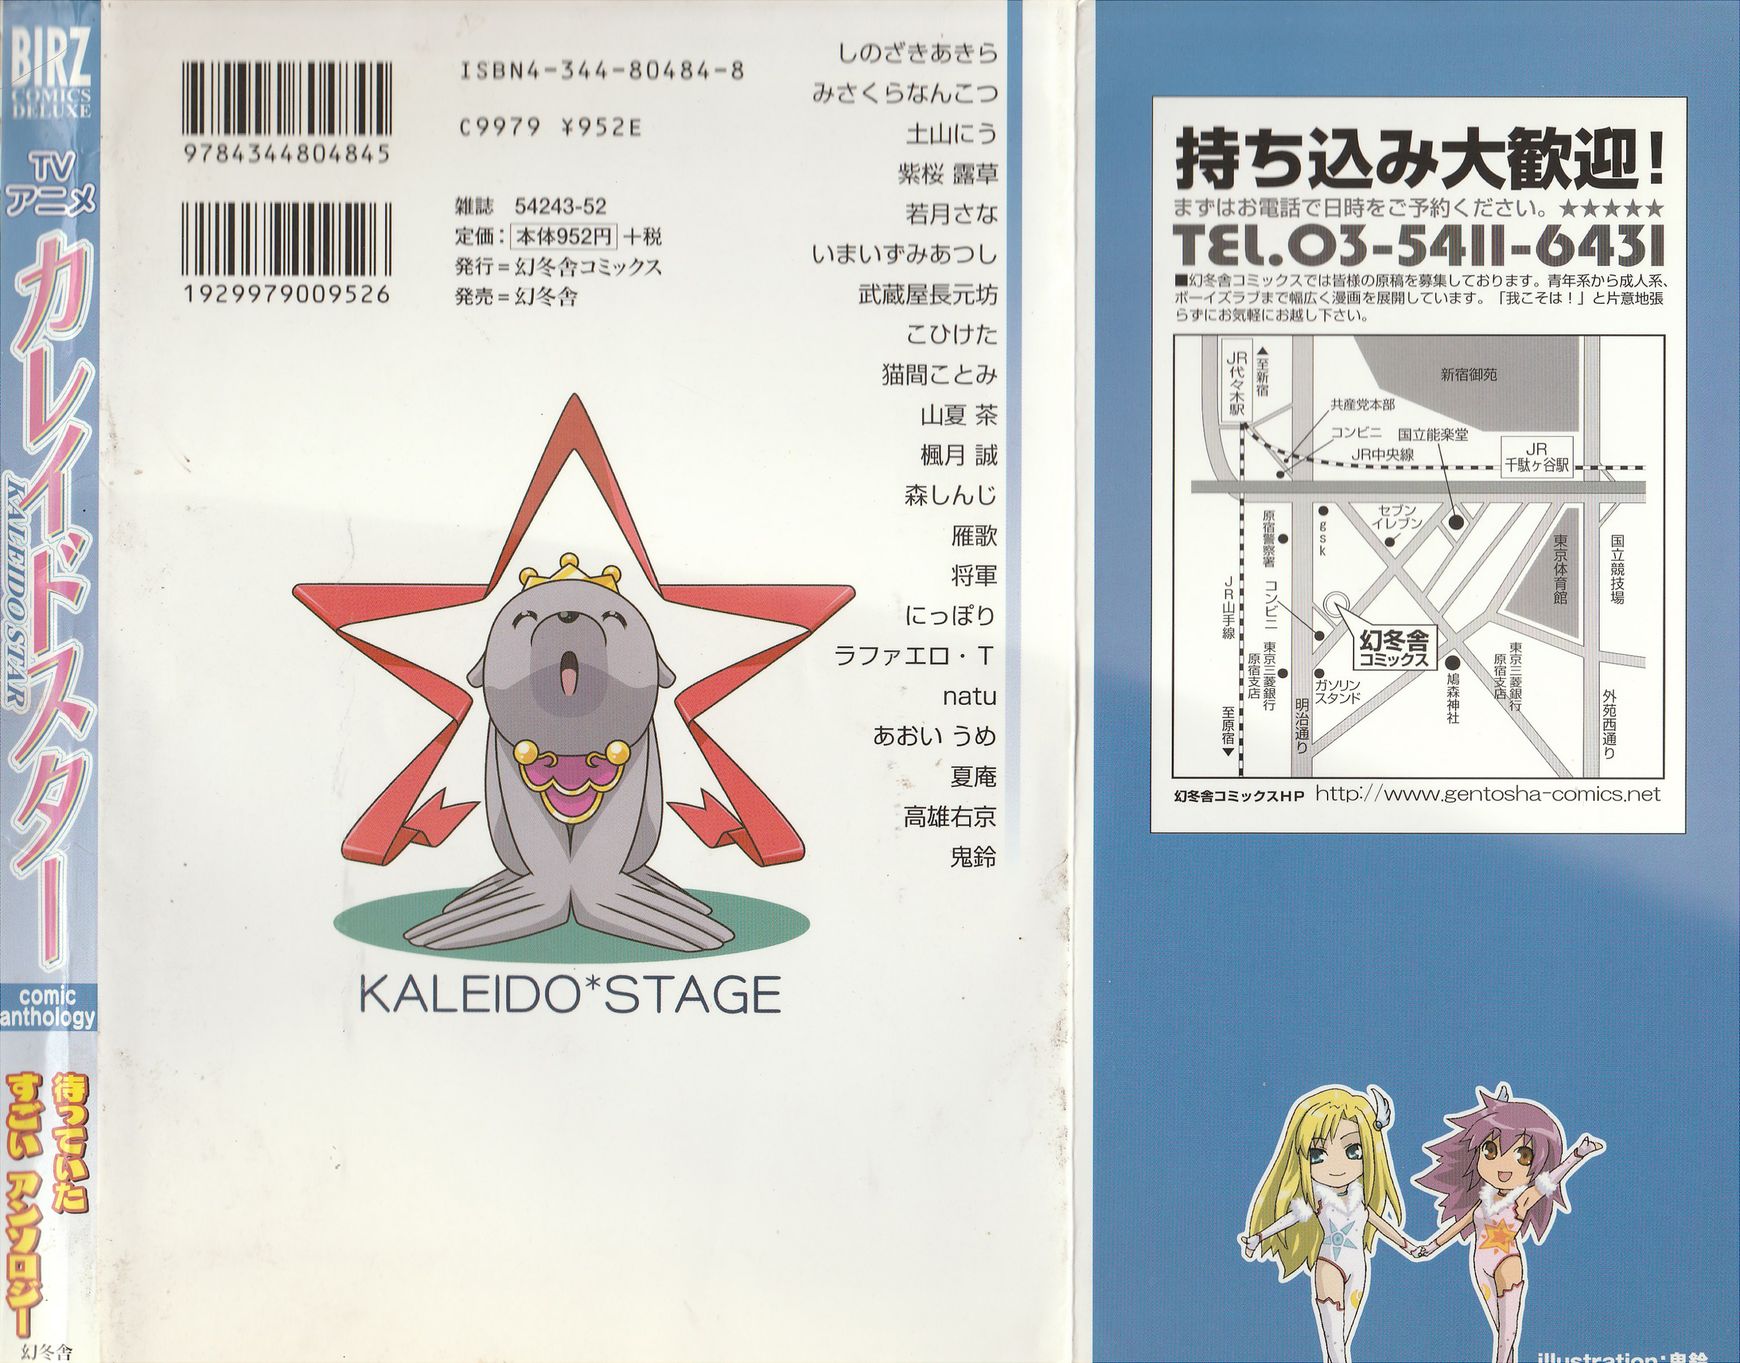 BIRZ
COMICS
DELUXE
TV
アニメ
カレイドスター
KALEIDO STAR
comic
anthology
待っていた
すごい アンソロジー
幻冬舎
9784344804845
ISBN4-344-80484-8
C9979 ¥952E
1929979009526
雑誌 54243-52
定価：本体952円＋税
発行＝幻冬舎コミックス
発売＝幻冬舎
しのざきあきら
みさくらなんこつ
土山にう
紫桜 露草
若月さな
いまいずみあつし
武蔵屋長元坊
こひけた
猫間ことみ
山夏 茶
楓月 誠
森しんじ
雁歌
将軍
にっぽり
ラファエロ・T
natu
あおい うめ
夏庵
高雄右京
鬼鈴
KALEIDO*STAGE
持ち込み大歓迎！
まずはお電話で日時をご予約ください。★★★★★
TEL.03-5411-6431
■幻冬舎コミックスでは皆様の原稿を募集しております。青年系から成人系、
ボーイズラブまで幅広く漫画を展開しています。「我こそは！」と片意地張
らずにお気軽にお越し下さい。
JR代々木駅
▲至新宿
新宿御苑
共産党本部
コンビニ
国立能楽堂
JR中央線
JR
千駄ヶ谷駅
原宿警察署
gsk
セブン
イレブン
東京体育館
国立競技場
JR山手線
コンビニ
幻冬舎
コミックス
東京三菱銀行
原宿支店
ガソリン
スタンド
鳩森神社
東京三菱銀行
原宿支店
至原宿▼
明治通り
外苑西通り
幻冬舎コミックスHP http://www.gentosha-comics.net
illustration:鬼鈴